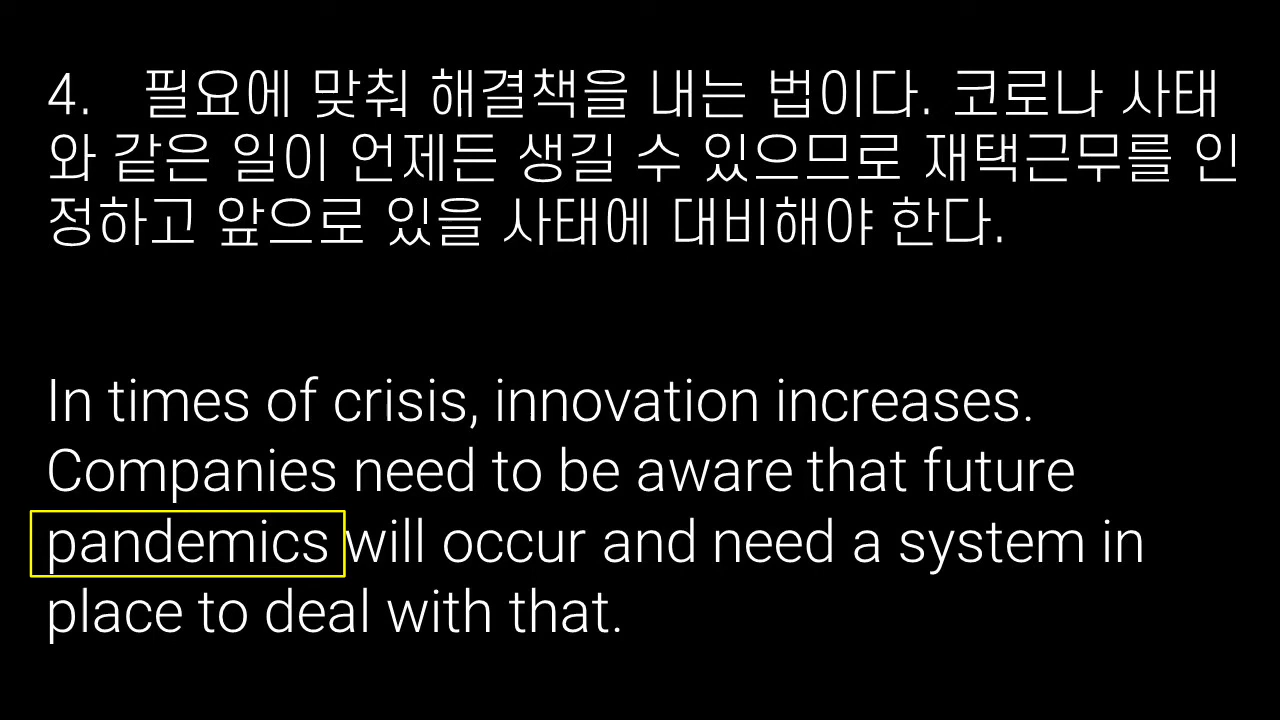 4. 필요에 맞춰 해결책을 내는 법이다. 코로나 사태
와 같은 일이 언제든 생길 수 있으므로 재택근무를 인
정하고 앞으로 있을 사태에 대비해야 한다.
In times of crisis, innovation increases.
Companies need to be aware that future
pandemics will occur and need a system in
place to deal with that.